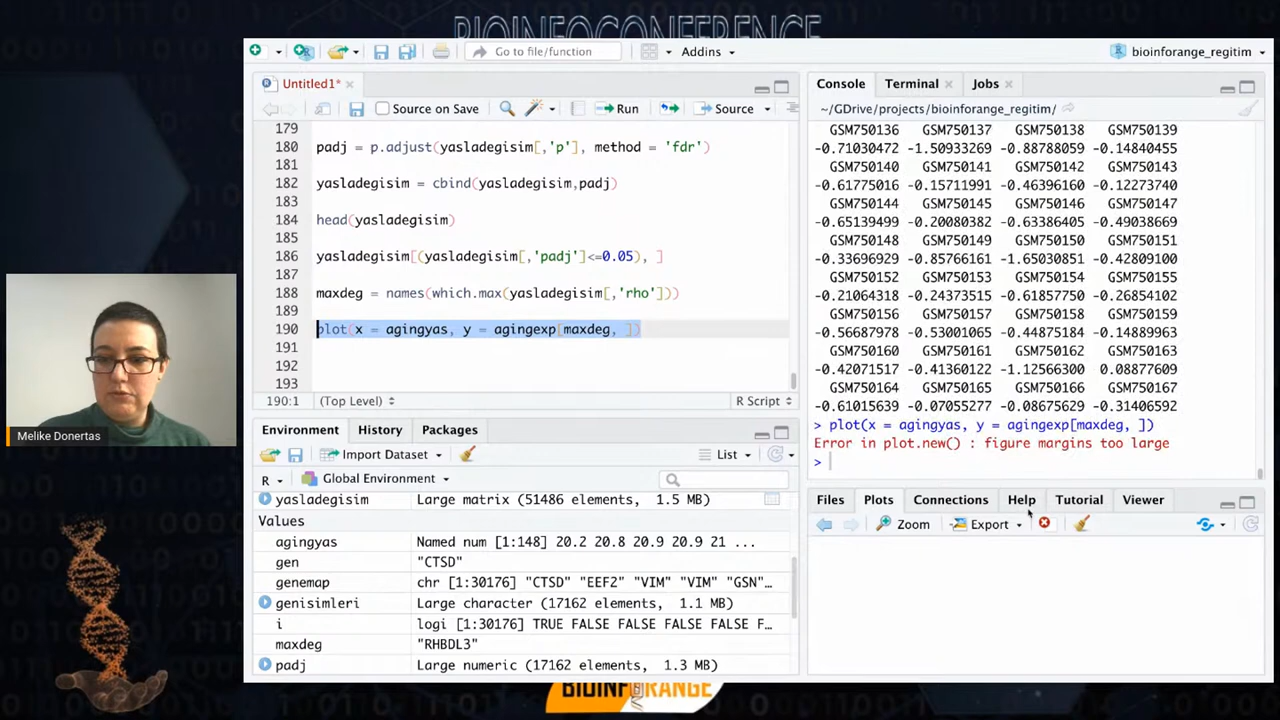 BIOINFOCONFERENCE
Go to file/function
Addins
bioinforange_regitim
Untitled1*
Source on Save
Run
Source
179
180 padj = p.adjust(yasladegisim[,'p'], method = 'fdr')
181
182 yasladegisim = cbind(yasladegisim,padj)
183
184 head(yasladegisim)
185
186 yasladegisim[(yasladegisim[,'padj']<=0.05), ]
187
188 maxdeg = names(which.max(yasladegisim[,'rho']))
189
190 plot(x = agingyas, y = agingexp[maxdeg, ])
191
192
193
190:1 (Top Level) R Script
Environment History Packages
Import Dataset List
R Global Environment
yasladegisim Large matrix (51486 elements, 1.5 MB)
Values
agingyas Named num [1:148] 20.2 20.8 20.9 20.9 21 ...
gen "CTSD"
genemap chr [1:30176] "CTSD" "EEF2" "VIM" "VIM" "GSN"…
genisimleri Large character (17162 elements, 1.1 MB)
i logi [1:30176] TRUE FALSE FALSE FALSE FALSE F…
maxdeg "RHBDL3"
padj Large numeric (17162 elements, 1.3 MB)
Console Terminal Jobs
~/GDrive/projects/bioinforange_regitim/
GSM750136 GSM750137 GSM750138 GSM750139
-0.71030472 -1.50933269 -0.88788059 -0.14840455
GSM750140 GSM750141 GSM750142 GSM750143
-0.61775016 -0.15711991 -0.46396160 -0.12273740
GSM750144 GSM750145 GSM750146 GSM750147
-0.65139499 -0.20080382 -0.63386405 -0.49038669
GSM750148 GSM750149 GSM750150 GSM750151
-0.33696929 -0.85766161 -1.65030851 -0.42809100
GSM750152 GSM750153 GSM750154 GSM750155
-0.21064318 -0.24373515 -0.61857750 -0.26854102
GSM750156 GSM750157 GSM750158 GSM750159
-0.56687978 -0.53001065 -0.44875184 -0.14889963
GSM750160 GSM750161 GSM750162 GSM750163
-0.42071517 -0.41360122 -1.12566300 0.08877609
GSM750164 GSM750165 GSM750166 GSM750167
-0.61015639 -0.07055277 -0.08675629 -0.31406592
> plot(x = agingyas, y = agingexp[maxdeg, ])
Error in plot.new() : figure margins too large
>
Files Plots Connections Help Tutorial Viewer
Zoom Export
Melike Donertas
BIOINFORANGE